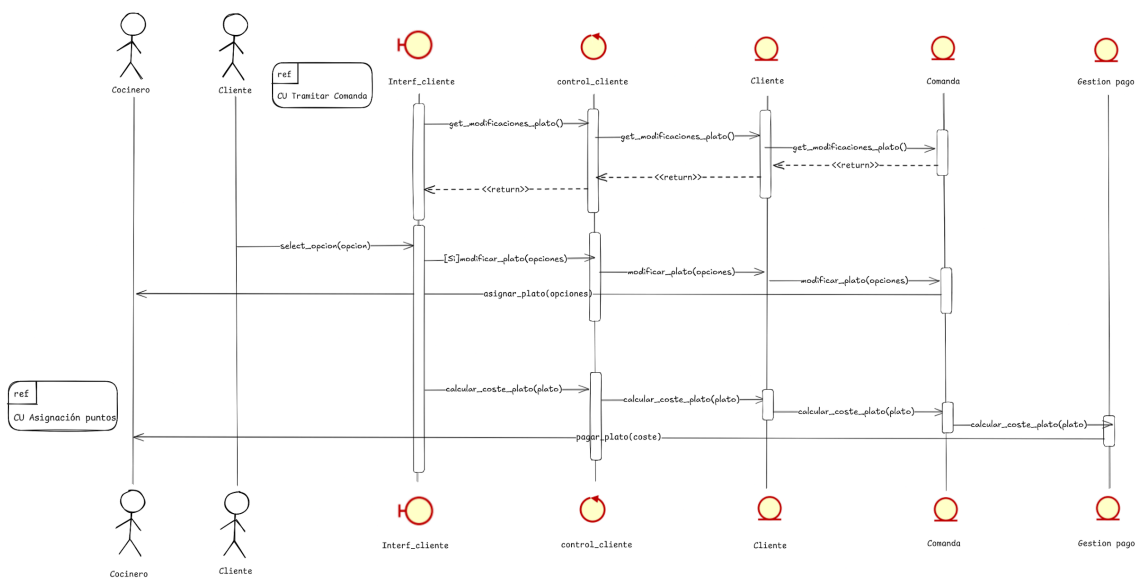 Cocinero
Cliente
ref
CU Tramitar Comanda
Interf_cliente
control_cliente
Cliente
Comanda
Gestion pago
get_modificaciones_plato()
get_modificaciones_plato()
get_modificaciones_plato()
<<return>>
<<return>>
<<return>>
select_opcion(opcion)
[Si]modificar_plato(opciones)
modificar_plato(opciones)
modificar_plato(opciones)
asignar_plato(opciones)
ref
CU Asignación puntos
calcular_coste_plato(plato)
calcular_coste_plato(plato)
calcular_coste_plato(plato)
calcular_coste_plato(plato)
pagar_plato(coste)
Cocinero
Cliente
Interf_cliente
control_cliente
Cliente
Comanda
Gestion pago